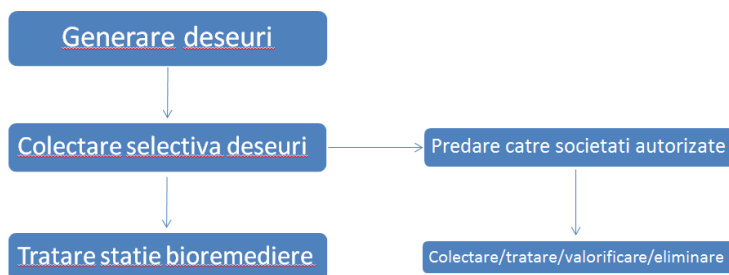 Generare deseuri
Colectare selectiva deseuri
Predare catre societati autorizate
Tratare statie bioremediere
Colectare/tratare/valorificare/eliminare